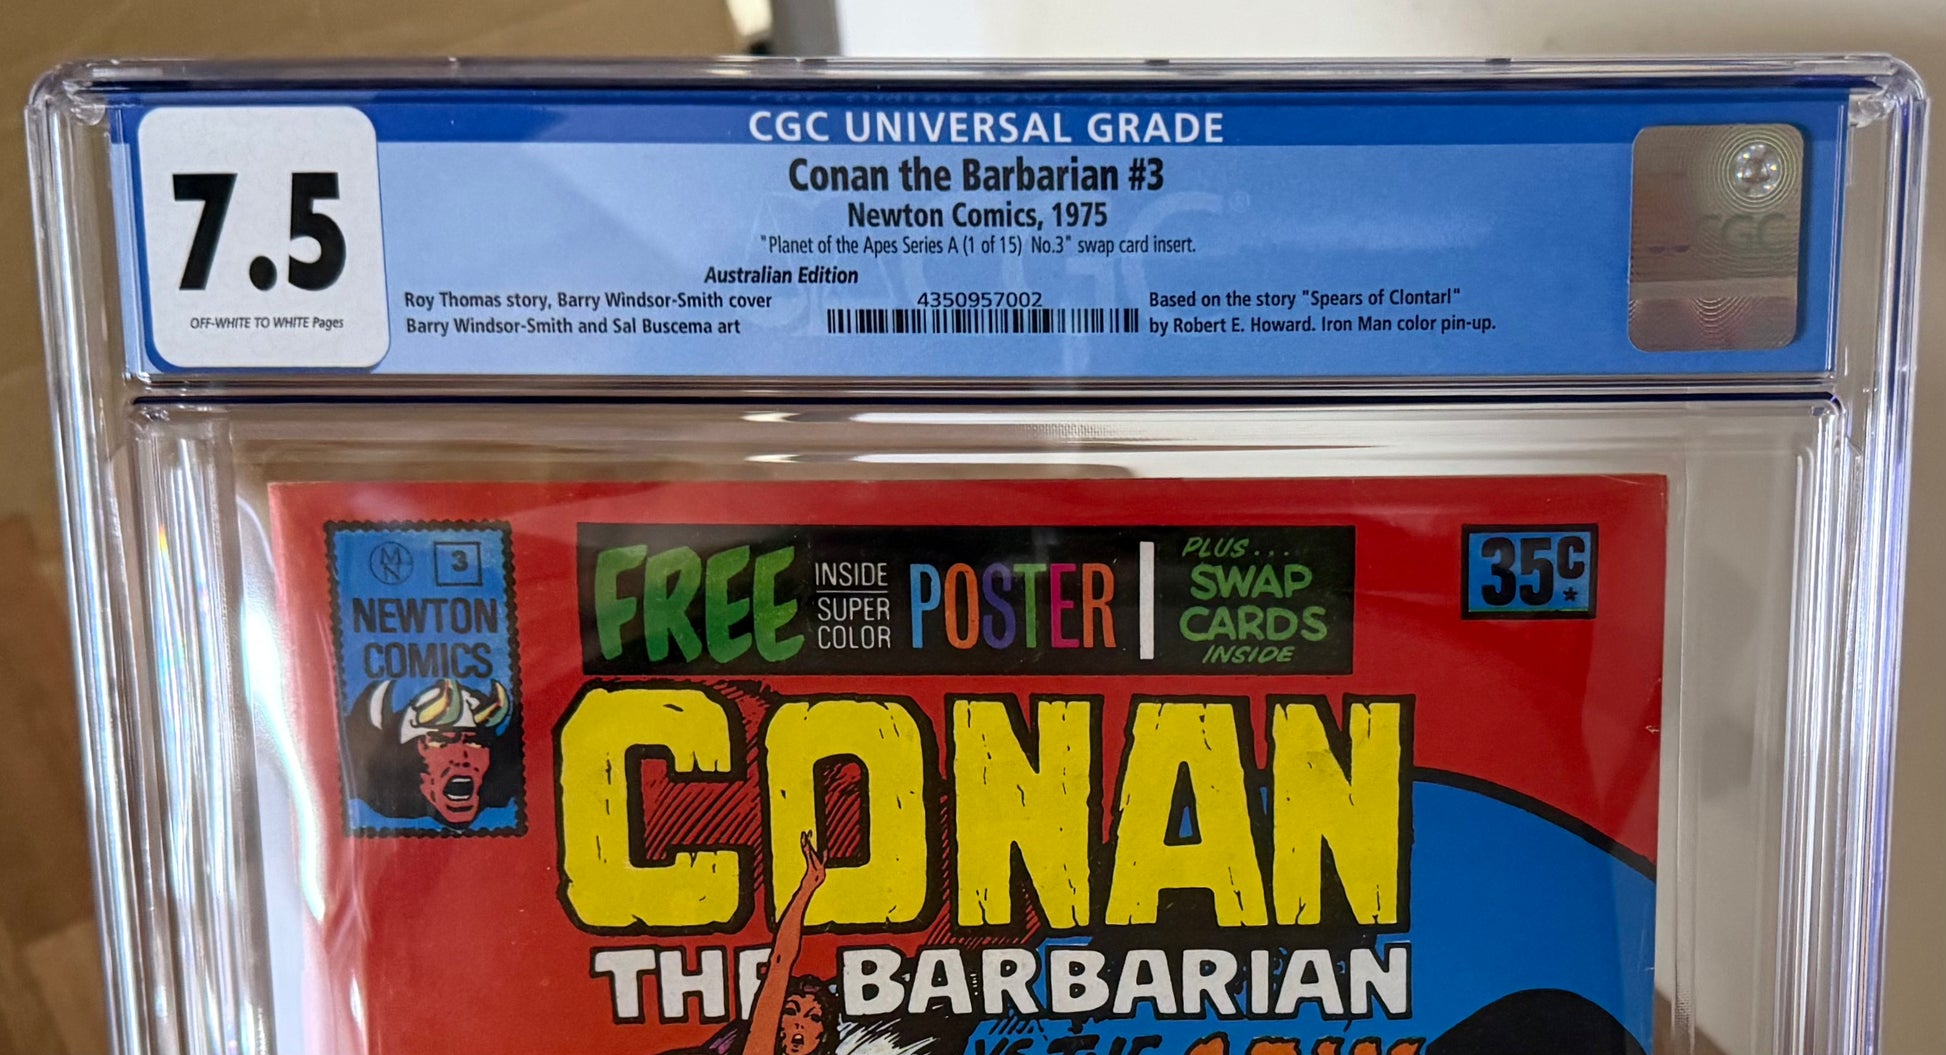 CGC UNIVERSAL GRADE
7.5
OFF-WHITE TO WHITE Pages
Conan the Barbarian #3
Newton Comics, 1975
"Planet of the Apes Series A (1 of 15) No.3" swap card insert.
Australian Edition
Roy Thomas story, Barry Windsor-Smith cover
Barry Windsor-Smith and Sal Buscema art
4350957002
Based on the story "Spears of Clontarl"
by Robert E. Howard. Iron Man color pin-up.
CGC
3
NEWTON
COMICS
FREE
INSIDE
SUPER
COLOR
POSTER
PLUS...
SWAP
CARDS
INSIDE
35c*
CONAN
THE BARBARIAN
VS. THE